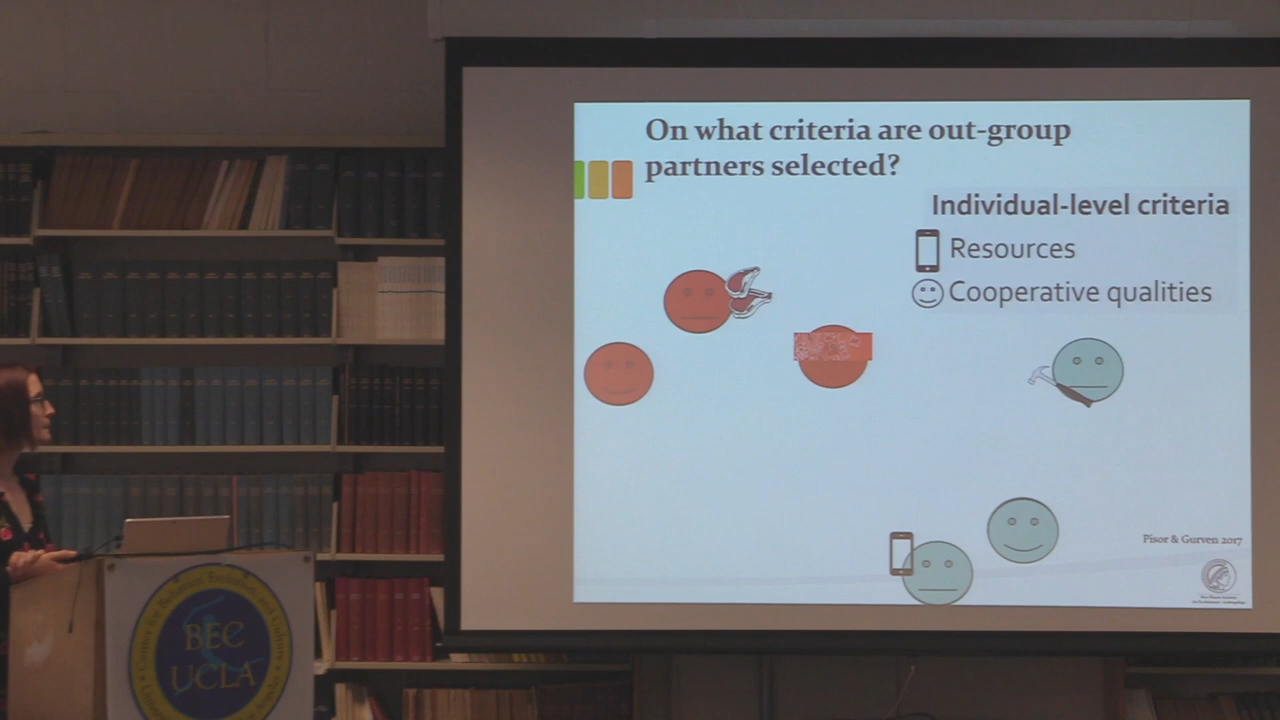 On what criteria are out-group
partners selected?
Individual-level criteria
Resources
Cooperative qualities
Pisor & Gurven 2017
BEC
UCLA